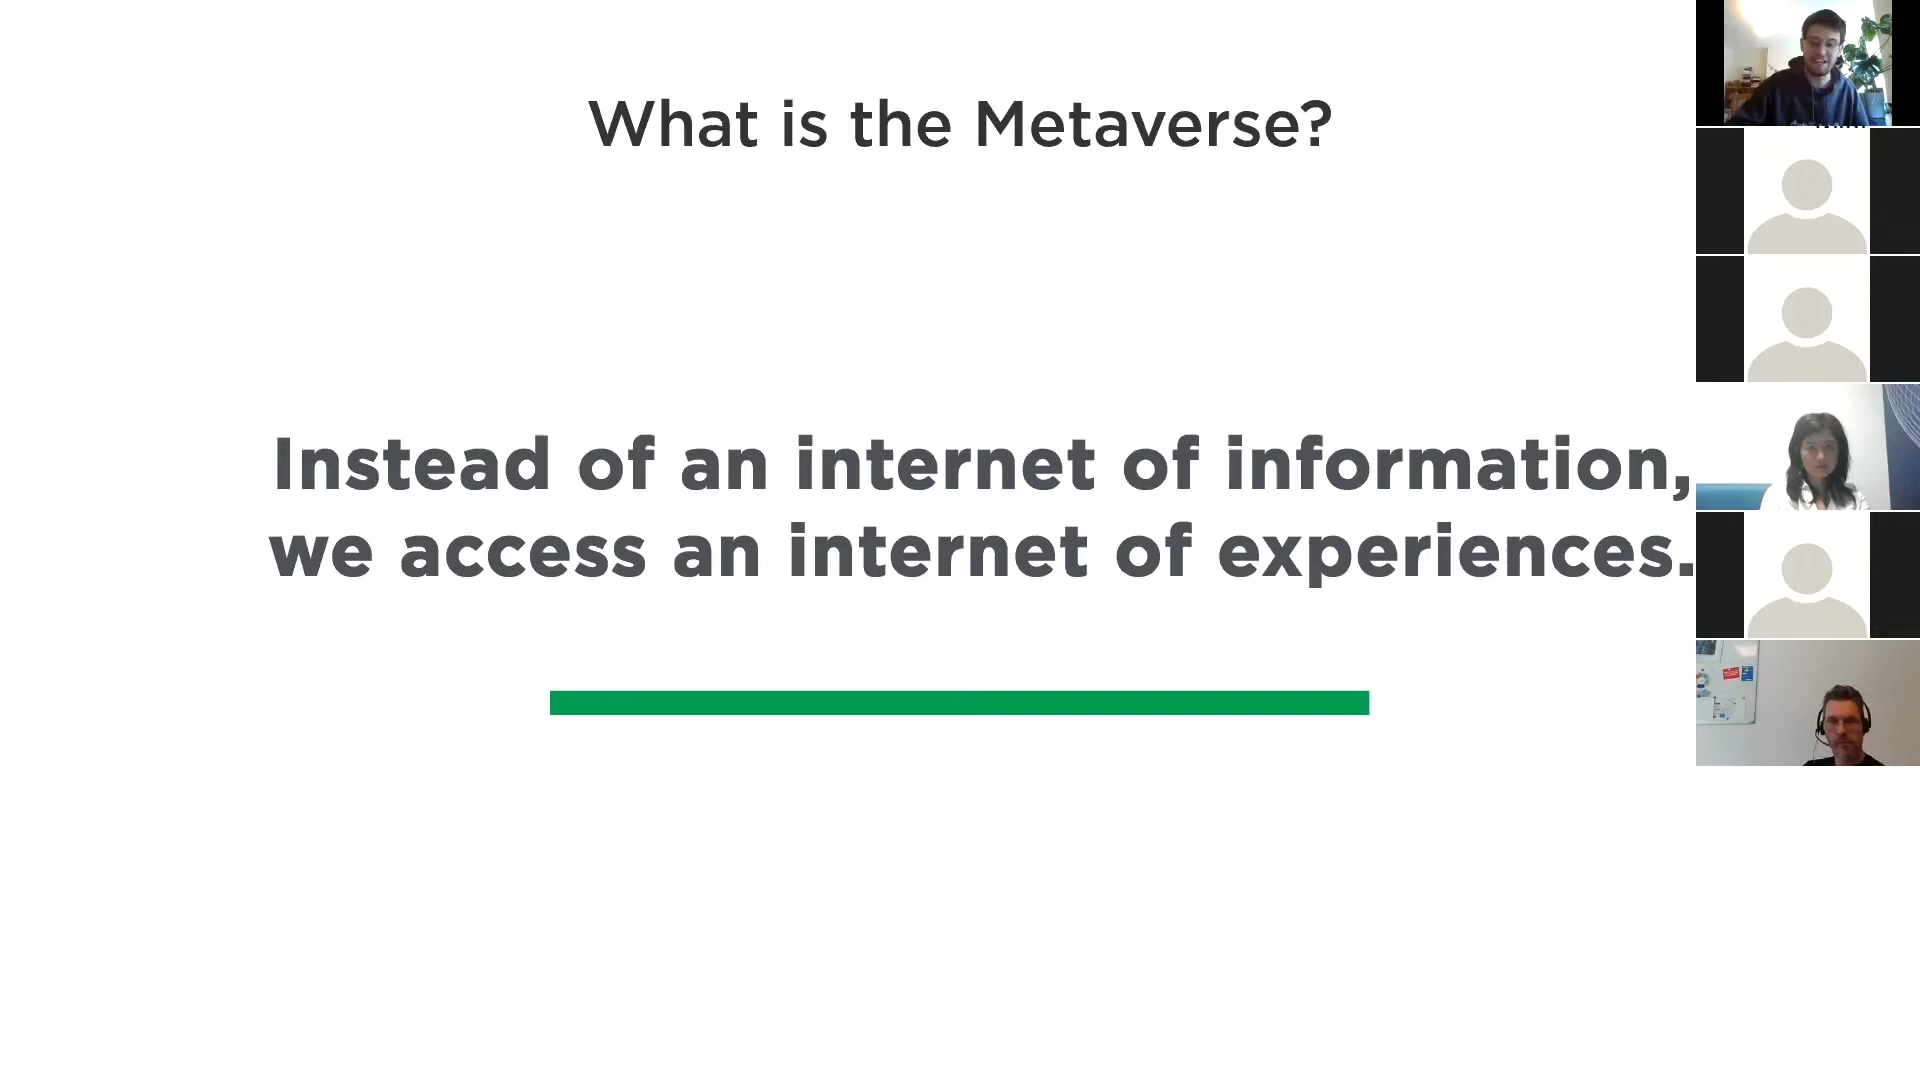 What is the Metaverse?
Instead of an internet of information,
we access an internet of experiences.